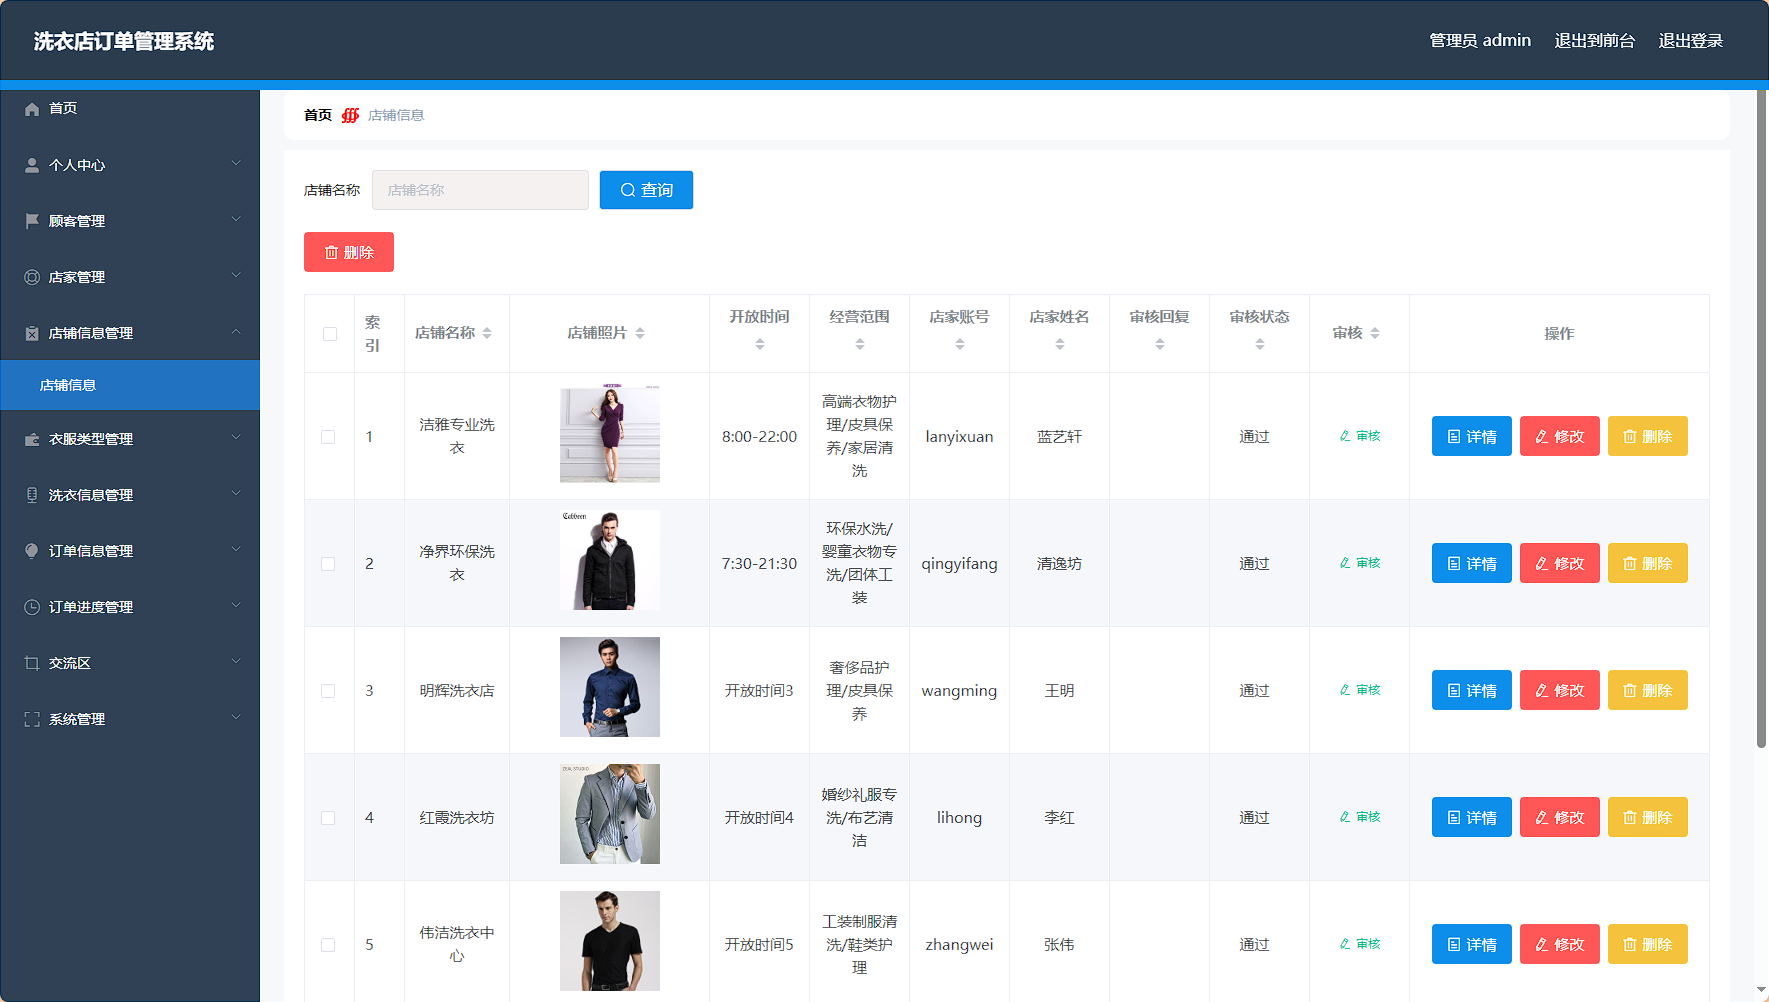 洗衣店订单管理系统
管理员 admin 退出到前台 退出登录
首页
个人中心
顾客管理
店家管理
店铺信息管理
店铺信息
衣服类型管理
洗衣信息管理
订单信息管理
订单进度管理
交流区
系统管理
首页 店铺信息
店铺名称 店铺名称 查询
删除
索引 店铺名称 店铺照片 开放时间 经营范围 店家账号 店家姓名 审核回复 审核状态 审核 操作
1 洁雅专业洗衣 8:00-22:00 高端衣物护理/皮具保养/家居清洗 lanyixuan 蓝艺轩 通过 审核 详情 修改 删除
Cabbeen
2 净界环保洗衣 7:30-21:30 环保水洗/婴童衣物专洗/团体工装 qingyifang 清逸坊 通过 审核 详情 修改 删除
3 明辉洗衣店 开放时间3 奢侈品护理/皮具保养 wangming 王明 通过 审核 详情 修改 删除
ZEAL STUDIO
4 红霞洗衣坊 开放时间4 婚纱礼服专洗/布艺清洁 lihong 李红 通过 审核 详情 修改 删除
5 伟洁洗衣中心 开放时间5 工装制服清洗/鞋类护理 zhangwei 张伟 通过 审核 详情 修改 删除